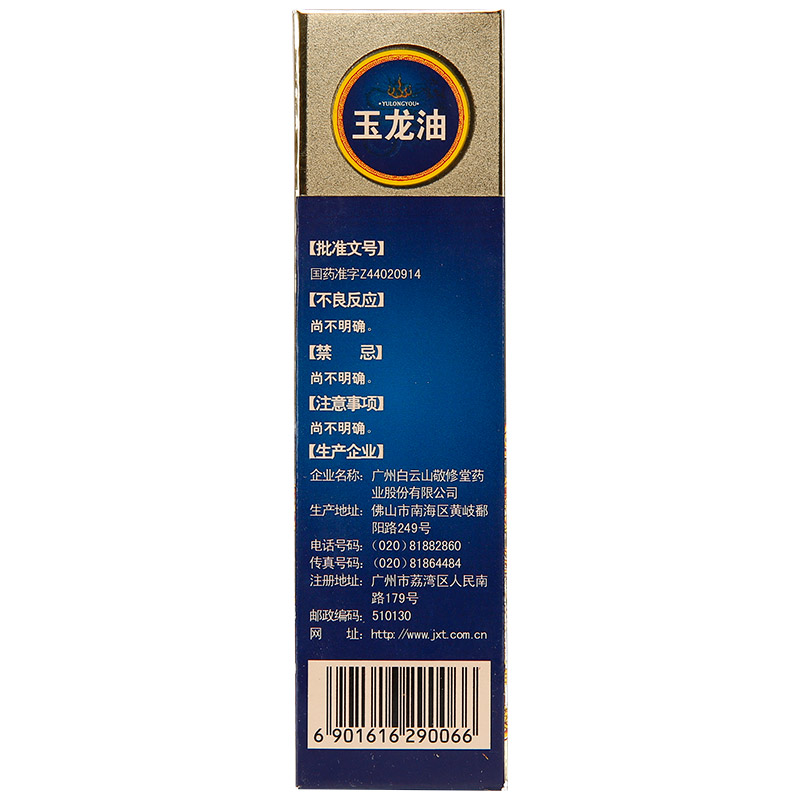 ·YULONGYOU·
玉龙油
【批准文号】
国药准字Z44020914
【不良反应】
尚不明确。
【禁 忌】
尚不明确。
【注意事项】
尚不明确。
【生产企业】
企业名称：广州白云山敬修堂药
业股份有限公司
生产地址：佛山市南海区黄岐鄱
阳路249号
电话号码：（020）81882860
传真号码：（020）81864484
注册地址：广州市荔湾区人民南
路179号
邮政编码：510130
网 址：http://www.jxt.com.cn
6 901616 290066